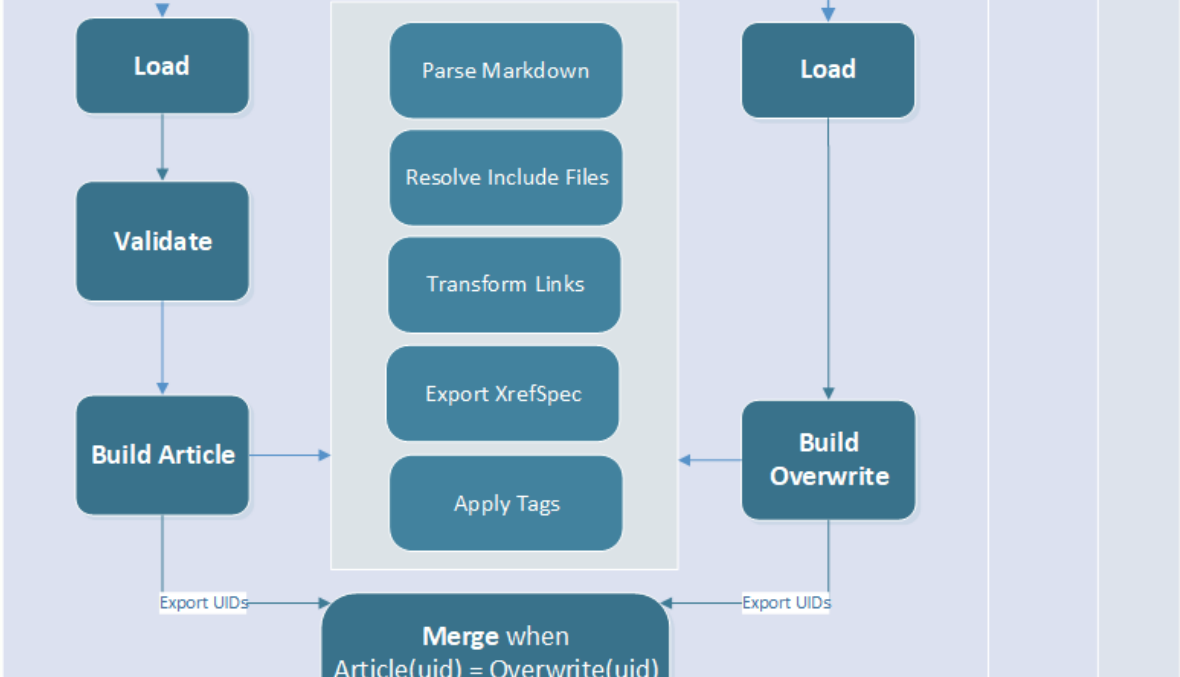 Load
Validate
Build Article
Export UIDs
Parse Markdown
Resolve Include Files
Transform Links
Export XrefSpec
Apply Tags
Load
Build
Overwrite
Export UIDs
Merge when
Article(uid) = Overwrite(uid)